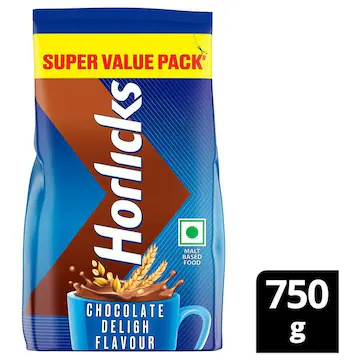 SUPER VALUE PACK*
Horlicks
MALT
BASED
FOOD
CHOCOLATE
DELIGH
FLAVOUR
750
g